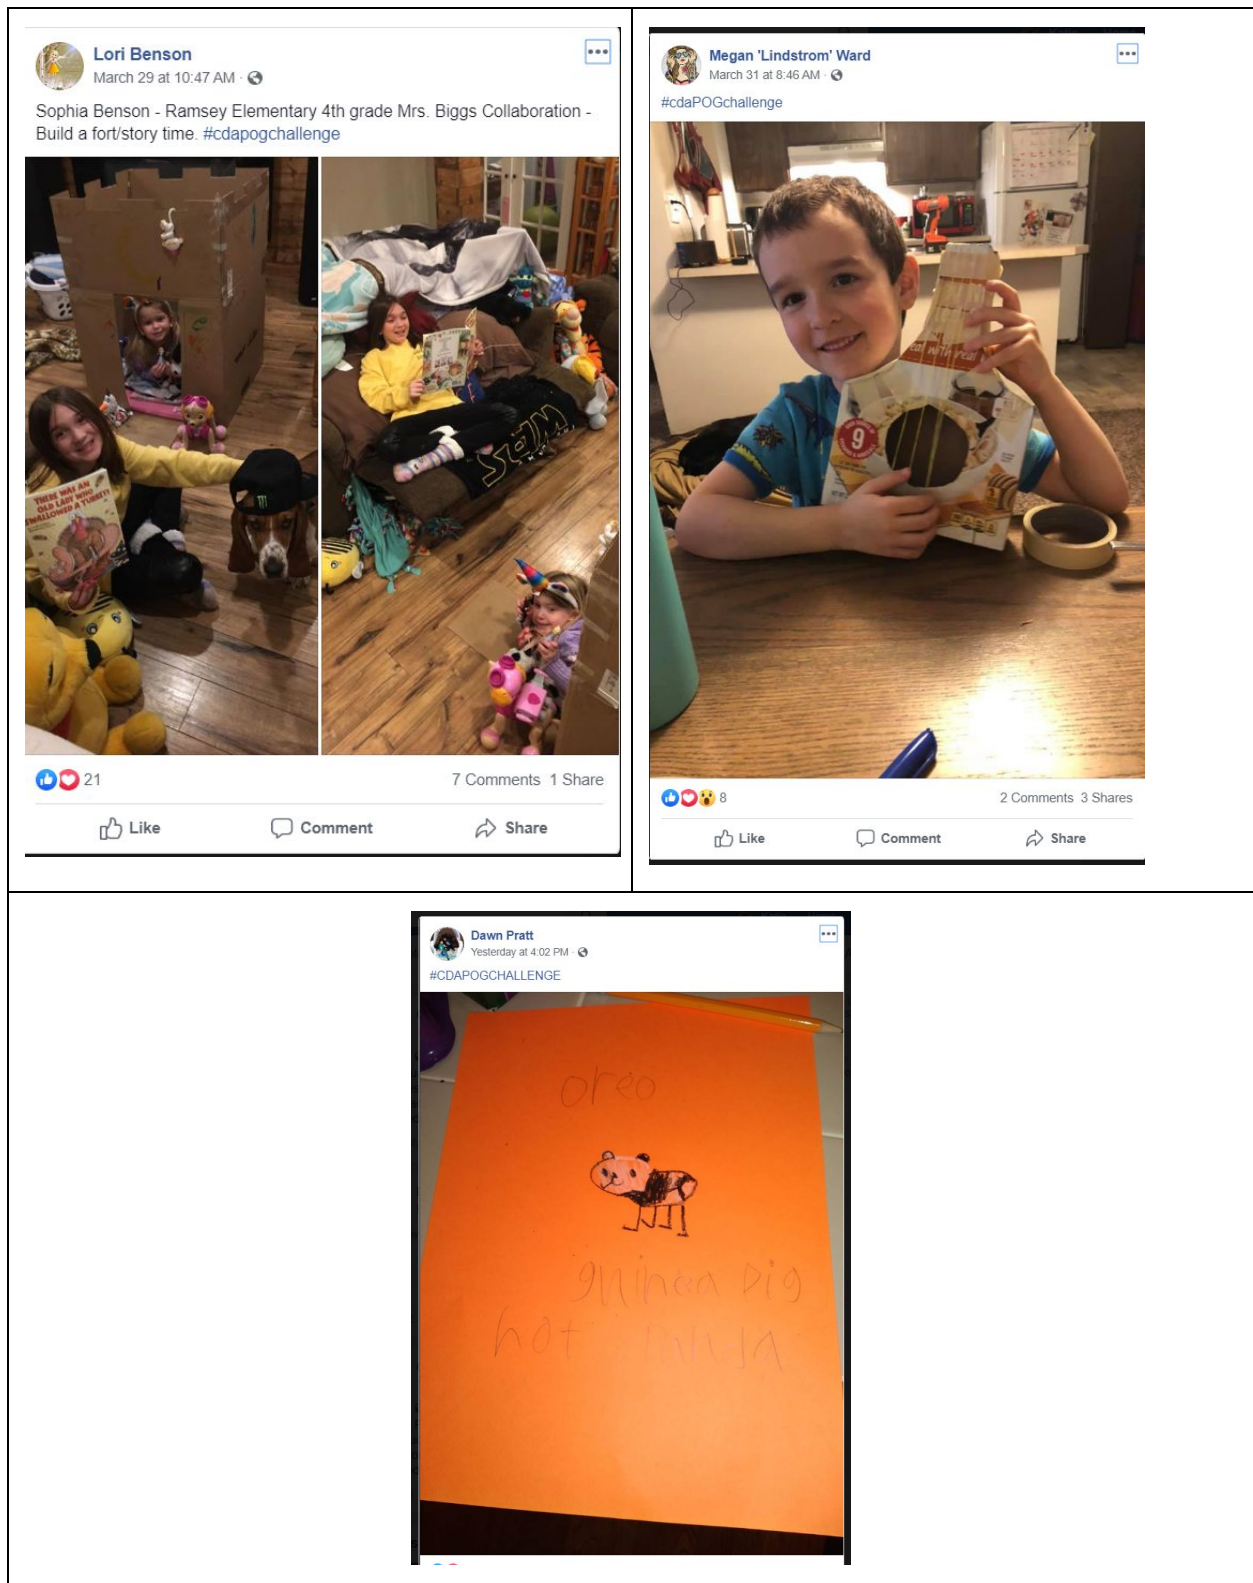 Lori Benson
March 29 at 10:47 AM ·
Sophia Benson - Ramsey Elementary 4th grade Mrs. Biggs Collaboration -
Build a fort/story time. #cdapogchallenge
THERE WAS AN
OLD LADY WHO
SWALLOWED A TURKEY!
21
7 Comments 1 Share
Like Comment Share
Megan 'Lindstrom' Ward
March 31 at 8:46 AM ·
#cdaPOGchallenge
real
9
8
2 Comments 3 Shares
Like Comment Share
Dawn Pratt
Yesterday at 4:02 PM ·
#CDAPOGCHALLENGE
oreo
guinea pig
hot